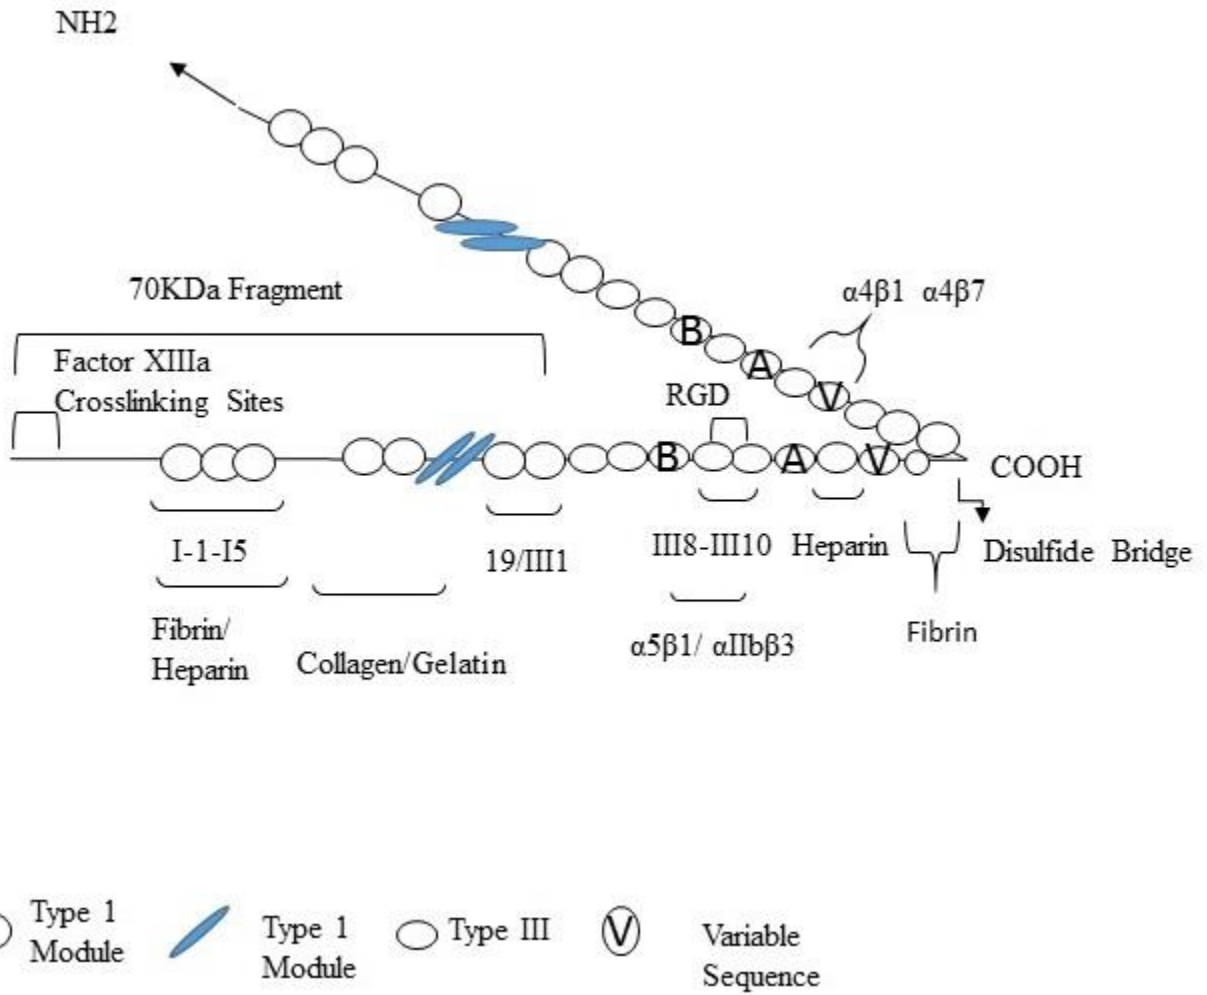 NH2
70KDa Fragment
α4β1 α4β7
Factor XIIIa
Crosslinking Sites
RGD
B
A
V
B
A
V
COOH
I-1-I5
19/III1
III8-III10
Heparin
Disulfide Bridge
Fibrin/
Heparin
Collagen/Gelatin
α5β1/ αIIbβ3
Fibrin
Type 1
Module
Type 1
Module
Type III
V
Variable
Sequence